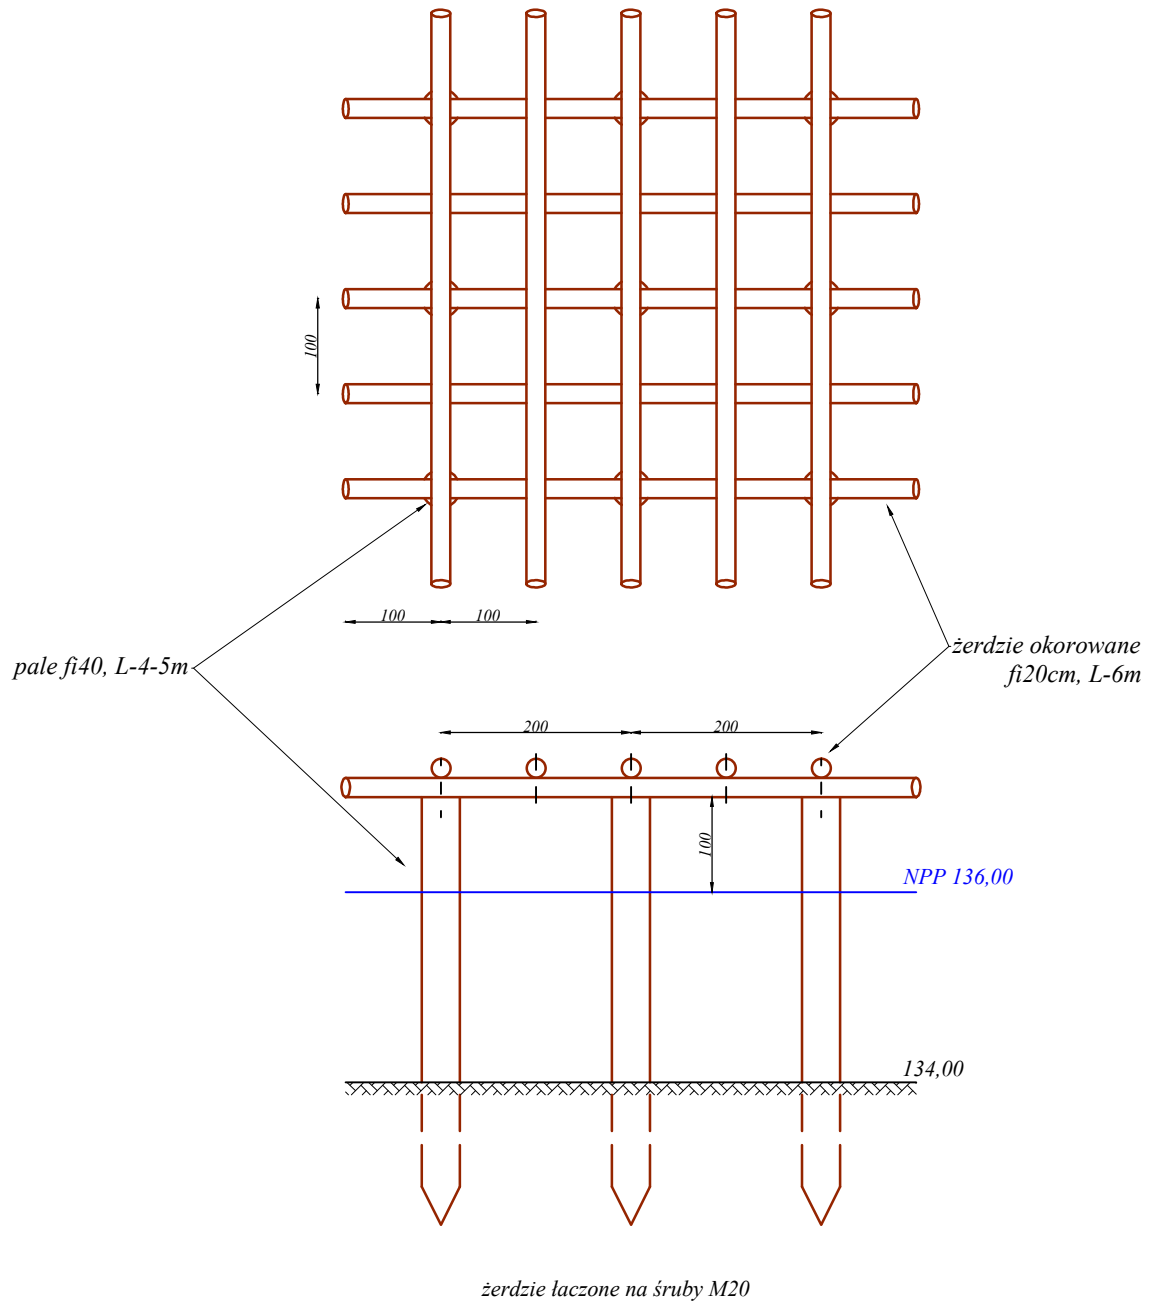 100
100
100
pale fi40, L-4-5m
żerdzie okorowane
fi20cm, L-6m
200
200
100
NPP 136,00
134,00
żerdzie łaczone na śruby M20